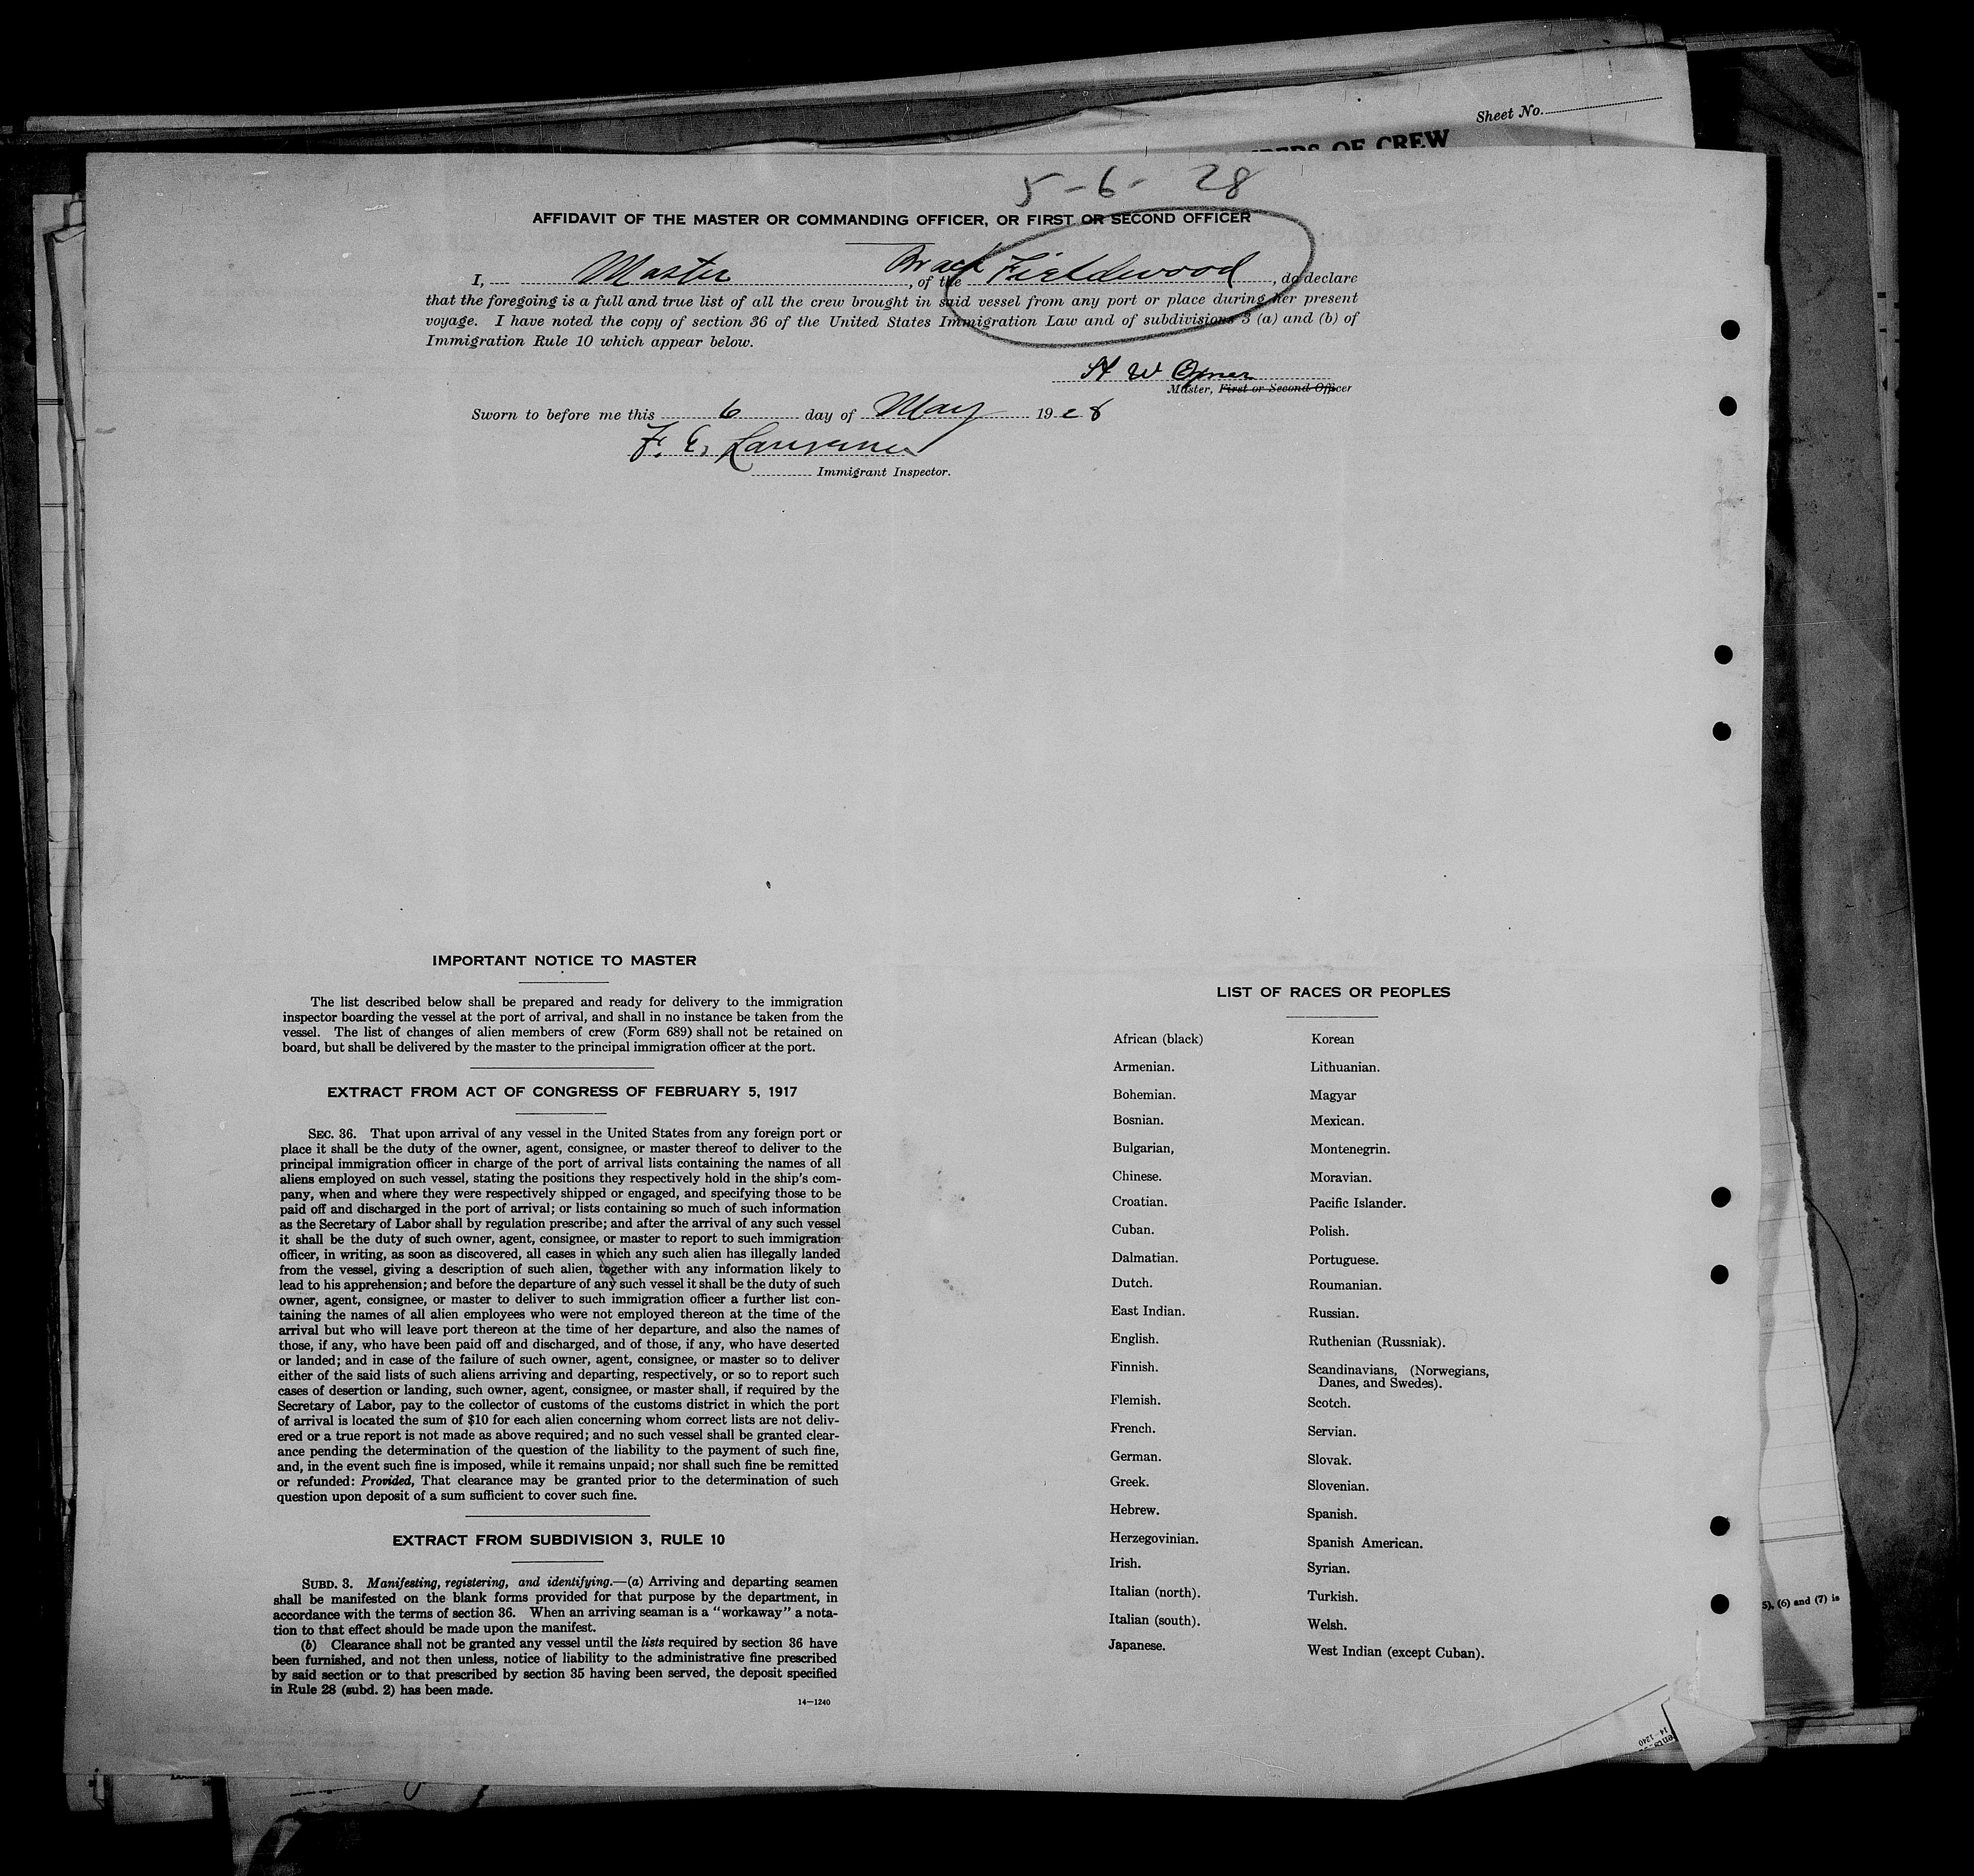 Sheet No.
OF CREW
5-6-28
AFFIDAVIT OF THE MASTER OR COMMANDING OFFICER, OR FIRST OR SECOND OFFICER
I, Master, of the Fieldwood, do declare
that the foregoing is a full and true list of all the crew brought in said vessel from any port or place during her present
voyage. I have noted the copy of section 36 of the United States Immigration Law and of subdivisions 3 (a) and (b) of
Immigration Rule 10 which appear below.
H W
Master, First or Second Officer
Sworn to before me this 6 day of May 1928
F. E.
Immigrant Inspector.
IMPORTANT NOTICE TO MASTER
The list described below shall be prepared and ready for delivery to the immigration
inspector boarding the vessel at the port of arrival, and shall in no instance be taken from the
vessel. The list of changes of alien members of crew (Form 689) shall not be retained on
board, but shall be delivered by the master to the principal immigration officer at the port.
EXTRACT FROM ACT OF CONGRESS OF FEBRUARY 5, 1917
SEC. 36. That upon arrival of any vessel in the United States from any foreign port or
place it shall be the duty of the owner, agent, consignee, or master thereof to deliver to the
principal immigration officer in charge of the port of arrival lists containing the names of all
aliens employed on such vessel, stating the positions they respectively hold in the ship's com-
pany, when and where they were respectively shipped or engaged, and specifying those to be
paid off and discharged in the port of arrival; or lists containing so much of such information
as the Secretary of Labor shall by regulation prescribe; and after the arrival of any such vessel
it shall be the duty of such owner, agent, consignee, or master to report to such immigration
officer, in writing, as soon as discovered, all cases in which any such alien has illegally landed
from the vessel, giving a description of such alien, together with any information likely to
lead to his apprehension; and before the departure of any such vessel it shall be the duty of such
owner, agent, consignee, or master to deliver to such immigration officer a further list con-
taining the names of all alien employees who were not employed thereon at the time of the
arrival but who will leave port thereon at the time of her departure, and also the names of
those, if any, who have been paid off and discharged, and of those, if any, who have deserted
or landed; and in case of the failure of such owner, agent, consignee, or master so to deliver
either of the said lists of such aliens arriving and departing, respectively, or so to report such
cases of desertion or landing, such owner, agent, consignee, or master shall, if required by the
Secretary of Labor, pay to the collector of customs of the customs district in which the port
of arrival is located the sum of $10 for each alien concerning whom correct lists are not deliv-
ered or a true report is not made as above required; and no such vessel shall be granted clear-
ance pending the determination of the question of the liability to the payment of such fine,
and, in the event such fine is imposed, while it remains unpaid; nor shall such fine be remitted
or refunded: Provided, That clearance may be granted prior to the determination of such
question upon deposit of a sum sufficient to cover such fine.
EXTRACT FROM SUBDIVISION 3, RULE 10
SUBD. 3. Manifesting, registering, and identifying.—(a) Arriving and departing seamen
shall be manifested on the blank forms provided for that purpose by the department, in
accordance with the terms of section 36. When an arriving seaman is a "workaway" a nota-
tion to that effect should be made upon the manifest.
(b) Clearance shall not be granted any vessel until the lists required by section 36 have
been furnished, and not then unless, notice of liability to the administrative fine prescribed
by said section or to that prescribed by section 35 having been served, the deposit specified
in Rule 28 (subd. 2) has been made.
14—1240
LIST OF RACES OR PEOPLES
African (black)
Armenian.
Bohemian.
Bosnian.
Bulgarian,
Chinese.
Croatian.
Cuban.
Dalmatian.
Dutch.
East Indian.
English.
Finnish.
Flemish.
French.
German.
Greek.
Hebrew.
Herzegovinian.
Irish.
Italian (north).
Italian (south).
Japanese.
Korean
Lithuanian.
Magyar
Mexican.
Montenegrin.
Moravian.
Pacific Islander.
Polish.
Portuguese.
Roumanian.
Russian.
Ruthenian (Russniak).
Scandinavians, (Norwegians,
Danes, and Swedes).
Scotch.
Servian.
Slovak.
Slovenian.
Spanish.
Spanish American.
Syrian.
Turkish.
Welsh.
West Indian (except Cuban).
5), (6) and (7) is
14—1240